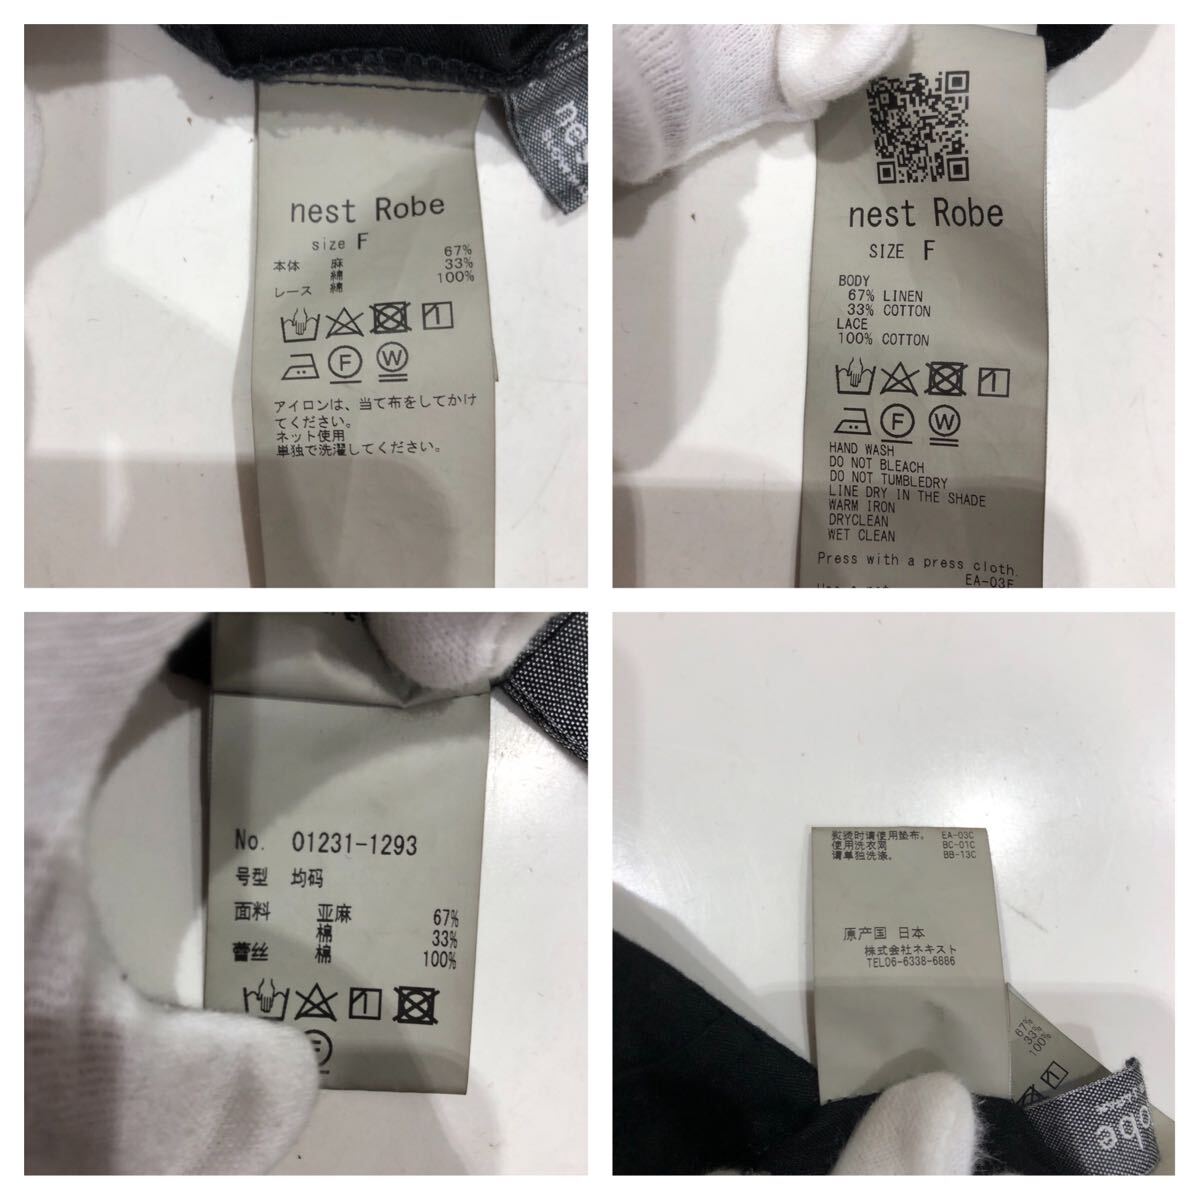 nest Robe
size F
本体 麻 67%
綿 33%
レース 綿 100%
F W
アイロンは、当て布をしてかけ
てください。
ネット使用
単独で洗濯してください。
nest Robe
SIZE F
BODY
67% LINEN
33% COTTON
LACE
100% COTTON
F W
HAND WASH
DO NOT BLEACH
DO NOT TUMBLEDRY
LINE DRY IN THE SHADE
WARM IRON
DRYCLEAN
WET CLEAN
Press with a press cloth.
EA-03E
No. 01231-1293
号型 均码
面料 亚麻 67%
棉 33%
蕾丝 棉 100%
F
熨烫时请使用垫布。 EA-03C
使用洗衣网 BC-01C
请单独洗涤。 BB-13C
原产国 日本
株式会社ネキスト
TEL06-6338-6886
67%
33%
100%
obe